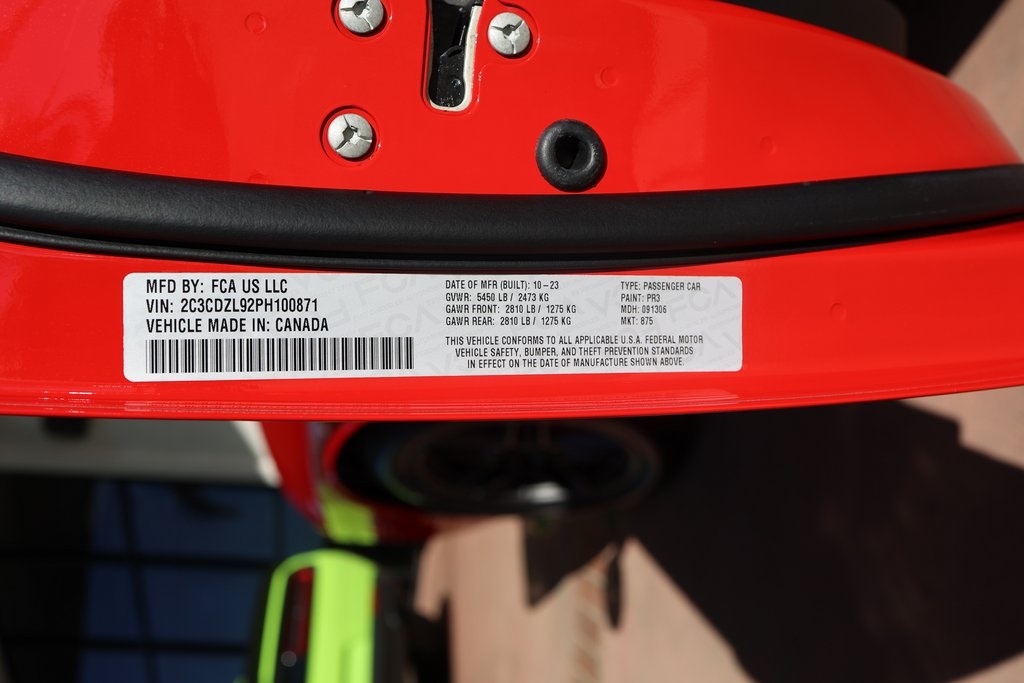 MFD BY: FCA US LLC
VIN: 2C3CDZL92PH100871
VEHICLE MADE IN: CANADA
DATE OF MFR (BUILT): 10-23
GVWR: 5450 LB / 2473 KG
GAWR FRONT: 2810 LB / 1275 KG
GAWR REAR: 2810 LB / 1275 KG
TYPE: PASSENGER CAR
PAINT: PR3
MDH: 091306
MKT: 875
THIS VEHICLE CONFORMS TO ALL APPLICABLE U.S.A. FEDERAL MOTOR
VEHICLE SAFETY, BUMPER, AND THEFT PREVENTION STANDARDS
IN EFFECT ON THE DATE OF MANUFACTURE SHOWN ABOVE.